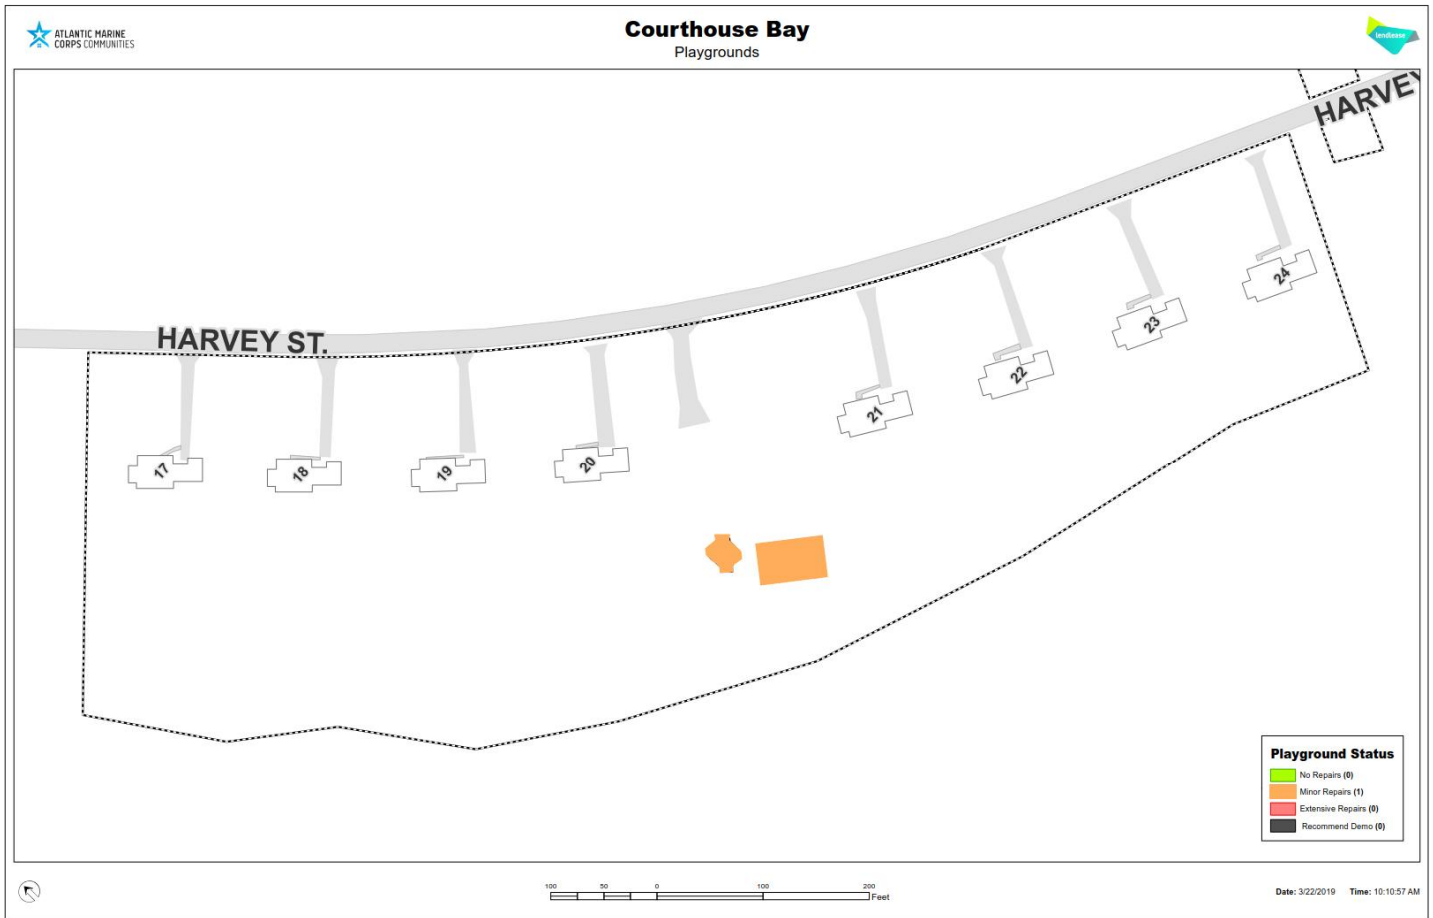 ATLANTIC MARINE
CORPS COMMUNITIES
Courthouse Bay
Playgrounds
lendlease
HARVEY
HARVEY ST.
24
23
22
21
20
19
18
17
Playground Status
No Repairs (0)
Minor Repairs (1)
Extensive Repairs (0)
Recommend Demo (0)
100 50 0 100 200
Feet
Date: 3/22/2019 Time: 10:10:57 AM